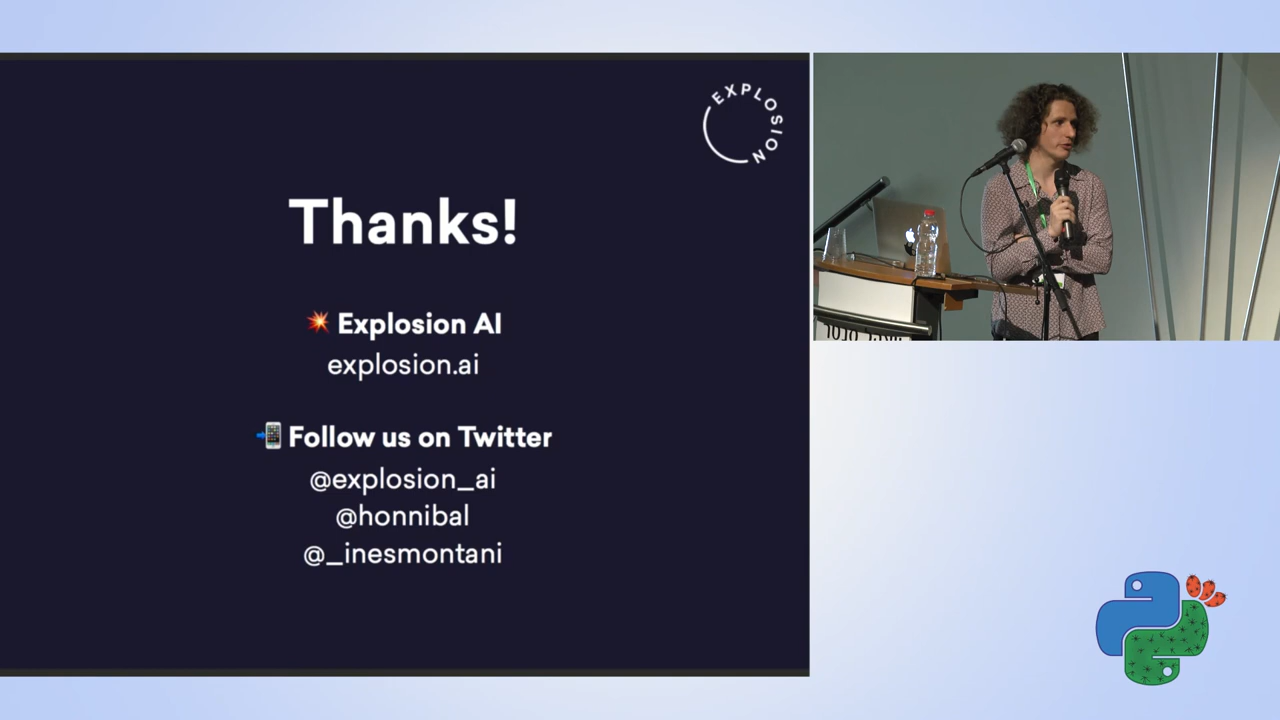 EXPLOSION
Thanks!
💥 Explosion AI
explosion.ai
📲 Follow us on Twitter
@explosion_ai
@honnibal
@_inesmontani